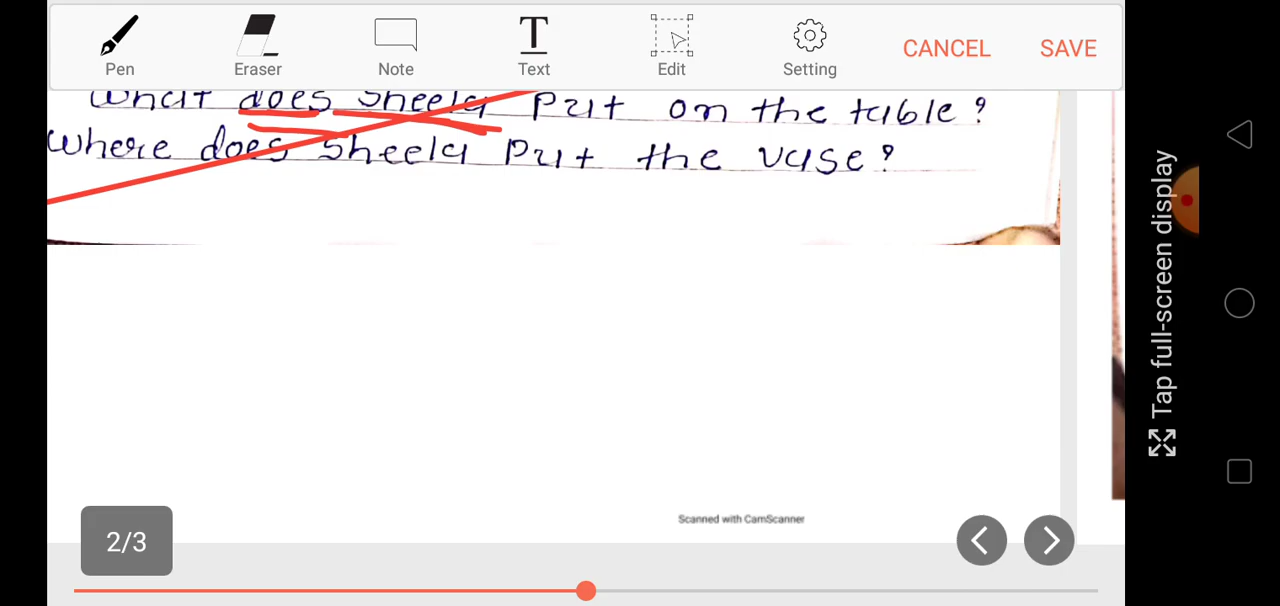 Pen Eraser Note Text Edit Setting CANCEL SAVE
What does Sheela Put on the table?
Where does Sheela Put the vase?
Tap full-screen display
Scanned with CamScanner
2/3